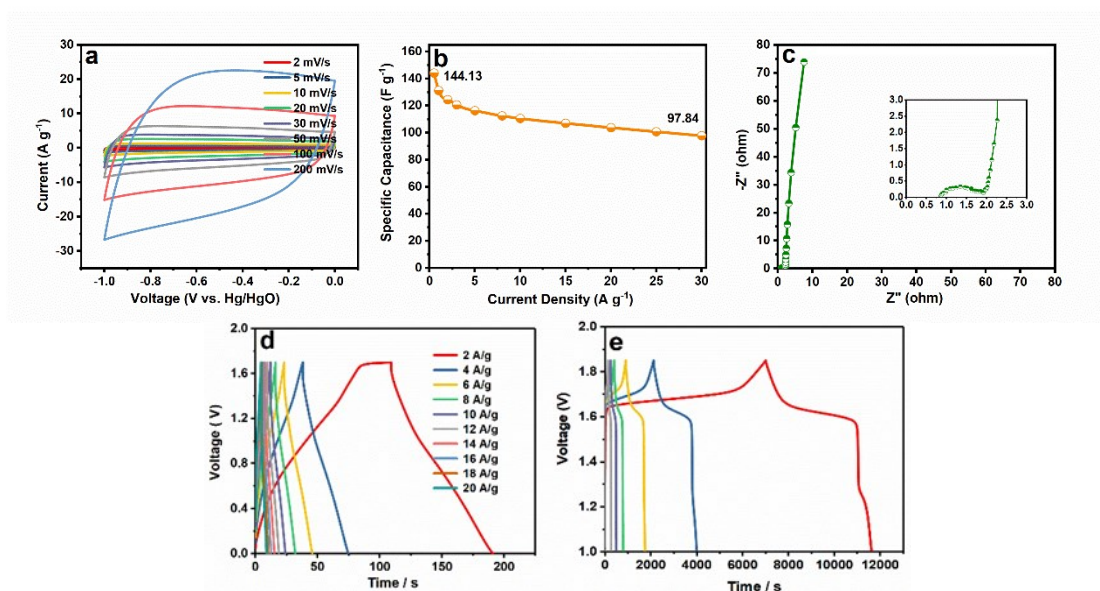 a
30
20
10
0
-10
-20
-30
Current (A g⁻¹)
-1.0 -0.8 -0.6 -0.4 -0.2 0.0
Voltage (V vs. Hg/HgO)
2 mV/s
5 mV/s
10 mV/s
20 mV/s
30 mV/s
50 mV/s
100 mV/s
200 mV/s
b
160
140
120
100
80
60
40
20
0
Specific Capacitance (F g⁻¹)
144.13
97.84
0 5 10 15 20 25 30
Current Density (A g⁻¹)
c
-80
-70
-60
-50
-40
-30
-20
-10
0
-Z" (ohm)
3.0
2.5
2.0
1.5
1.0
0.5
0.0
0.0 0.5 1.0 1.5 2.0 2.5 3.0
0 10 20 30 40 50 60 70 80
Z" (ohm)
d
2.0
1.6
1.2
0.8
0.4
0.0
Voltage ( V)
2 A/g
4 A/g
6 A/g
8 A/g
10 A/g
12 A/g
14 A/g
16 A/g
18 A/g
20 A/g
0 50 100 150 200
Time / s
e
2.0
1.8
1.6
1.4
1.2
1.0
Voltage (V)
0 2000 4000 6000 8000 10000 12000
Time / s